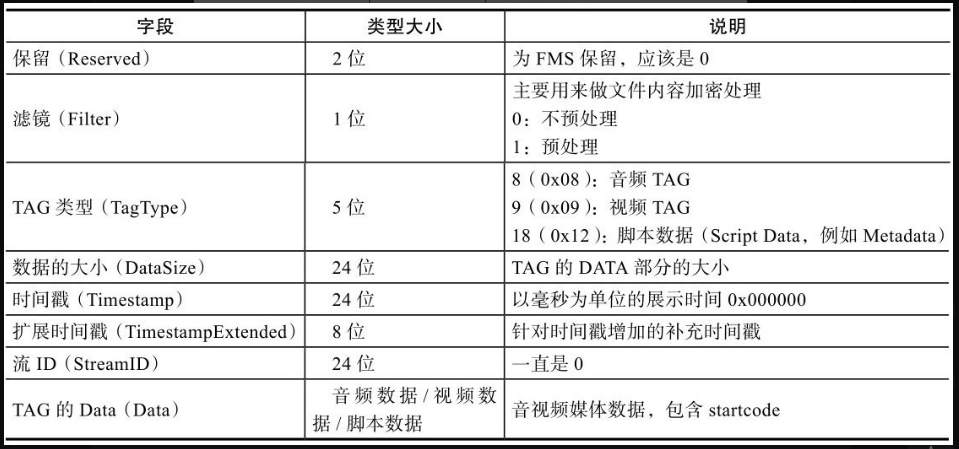 字段 类型大小 说明
保留（Reserved） 2 位 为 FMS 保留，应该是 0
滤镜（Filter） 1 位 主要用来做文件内容加密处理
0：不预处理
1：预处理
TAG 类型（TagType） 5 位 8（0x08）：音频 TAG
9（0x09）：视频 TAG
18（0x12）：脚本数据（Script Data，例如 Metadata）
数据的大小（DataSize） 24 位 TAG 的 DATA 部分的大小
时间戳（Timestamp） 24 位 以毫秒为单位的展示时间 0x000000
扩展时间戳（TimestampExtended） 8 位 针对时间戳增加的补充时间戳
流 ID（StreamID） 24 位 一直是 0
TAG 的 Data（Data） 音频数据 / 视频数
据 / 脚本数据 音视频媒体数据，包含 startcode